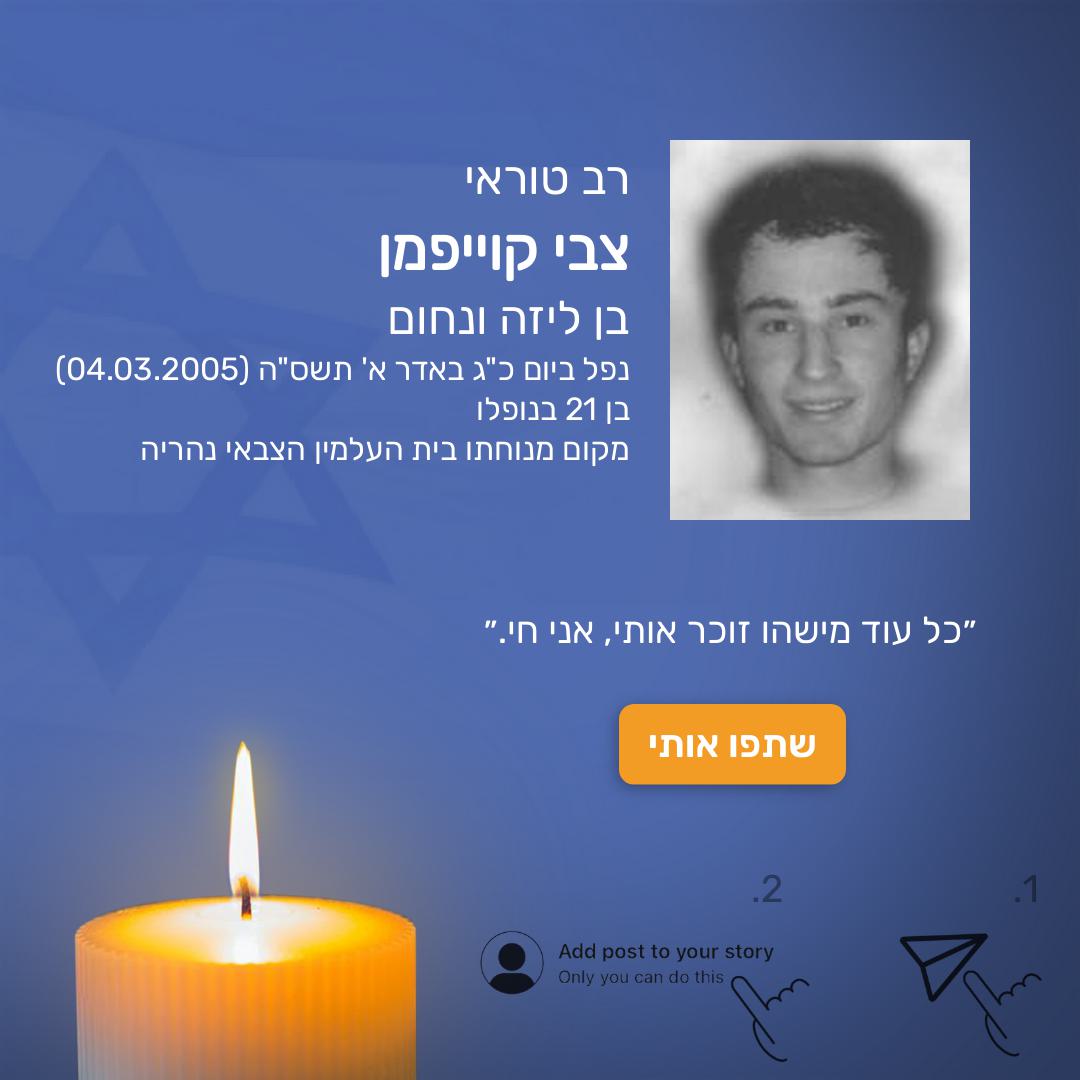 רב טוראי
צבי קוייפמן
בן ליזה ונחום
נפל ביום כ"ג באדר א' תשס"ה (04.03.2005)
בן 21 בנופלו
מקום מנוחתו בית העלמין הצבאי נהריה
״כל עוד מישהו זוכר אותי, אני חי.״
שתפו אותי
1.
2.
Add post to your story
Only you can do this